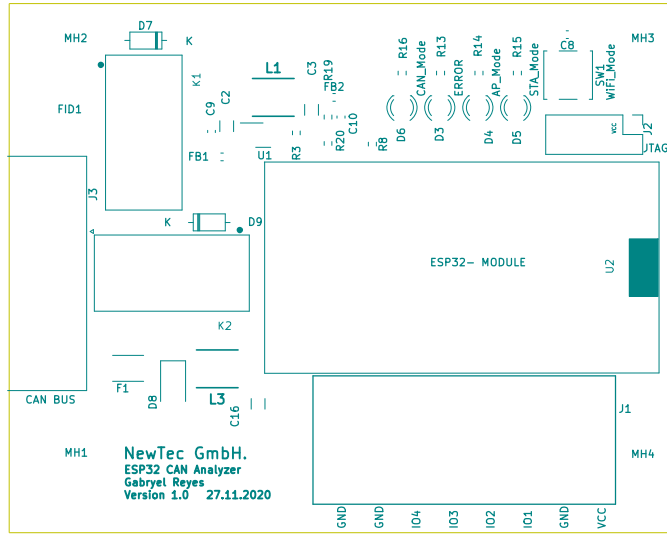 D7
MH2
K
MH3
R16
R13
R14
R15
C8
CAN_Mode
ERROR
AP_Mode
STA_Mode
SW1
WiFi_Mode
L1
C3
R19
FB2
K1
FID1
C9
C2
C10
D6
D3
D4
D5
VCC
J2
JTAG
FB1
U1
R3
R20
R8
J3
K
D9
ESP32- MODULE
U2
K2
F1
D8
L3
C16
CAN BUS
J1
MH1
MH4
NewTec GmbH.
ESP32 CAN Analyzer
Gabryel Reyes
Version 1.0 27.11.2020
GND
GND
IO4
IO3
IO2
IO1
GND
VCC